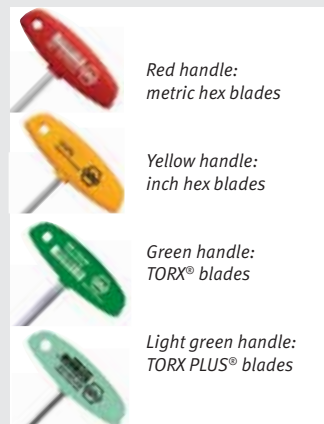 Red handle:
metric hex blades
Yellow handle:
inch hex blades
Green handle:
TORX® blades
Light green handle:
TORX PLUS® blades